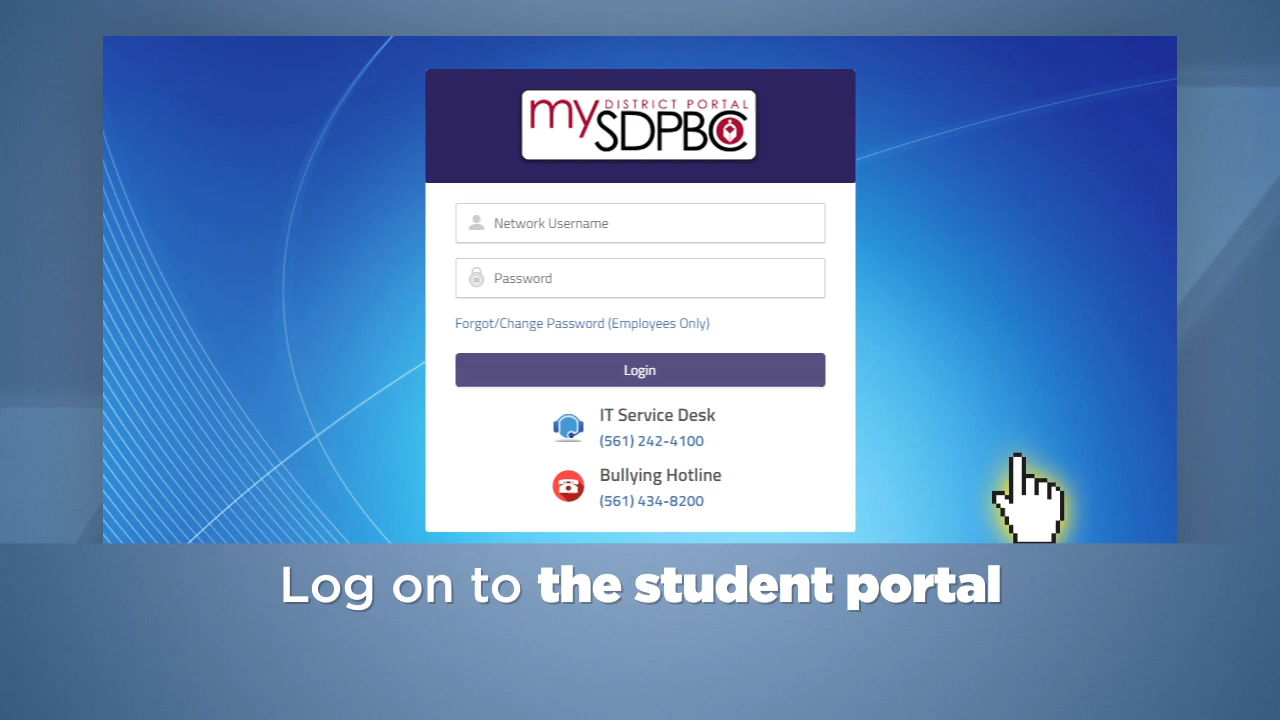 my DISTRICT PORTAL
SDPBC
Network Username
Password
Forgot/Change Password (Employees Only)
Login
IT Service Desk
(561) 242-4100
Bullying Hotline
(561) 434-8200
Log on to the student portal